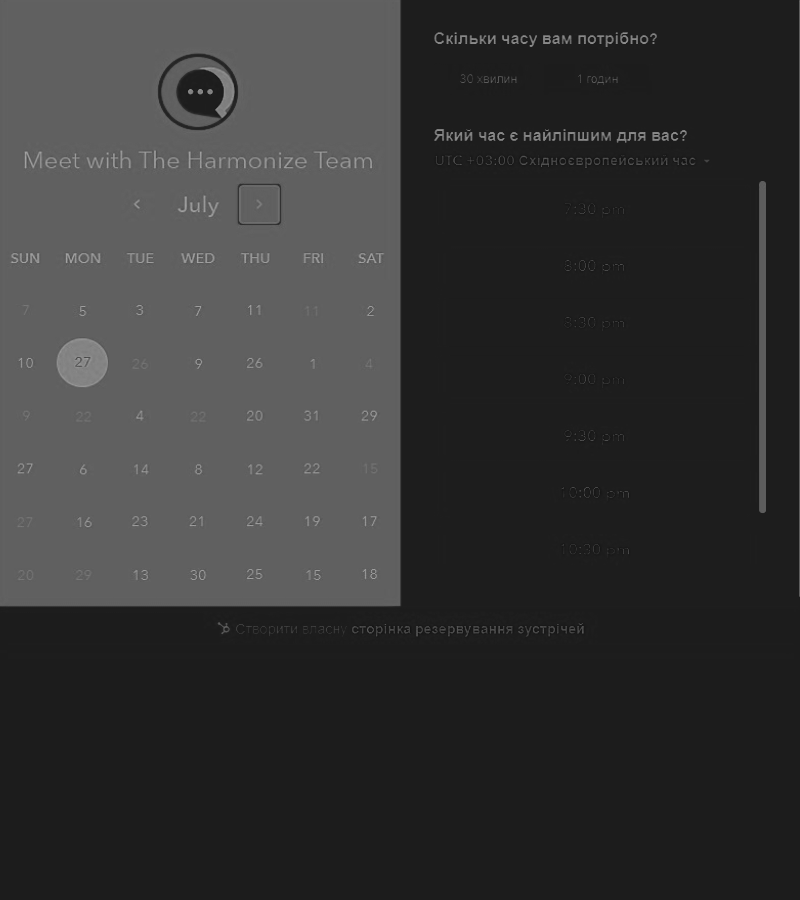 Meet with The Harmonize Team
July
SUN MON TUE WED THU FRI SAT
7 5 3 7 11 11 2
10 27 26 9 26 1 4
9 22 4 22 20 31 29
27 6 14 8 12 22 15
27 16 23 21 24 19 17
20 29 13 30 25 15 18
Скільки часу вам потрібно?
30 хвилин 1 годин
Який час є найліпшим для вас?
UTC +03:00 Східноєвропейський час
7:30 pm
8:00 pm
8:30 pm
9:00 pm
9:30 pm
10:00 pm
10:30 pm
Створити власну сторінка резервування зустрічей